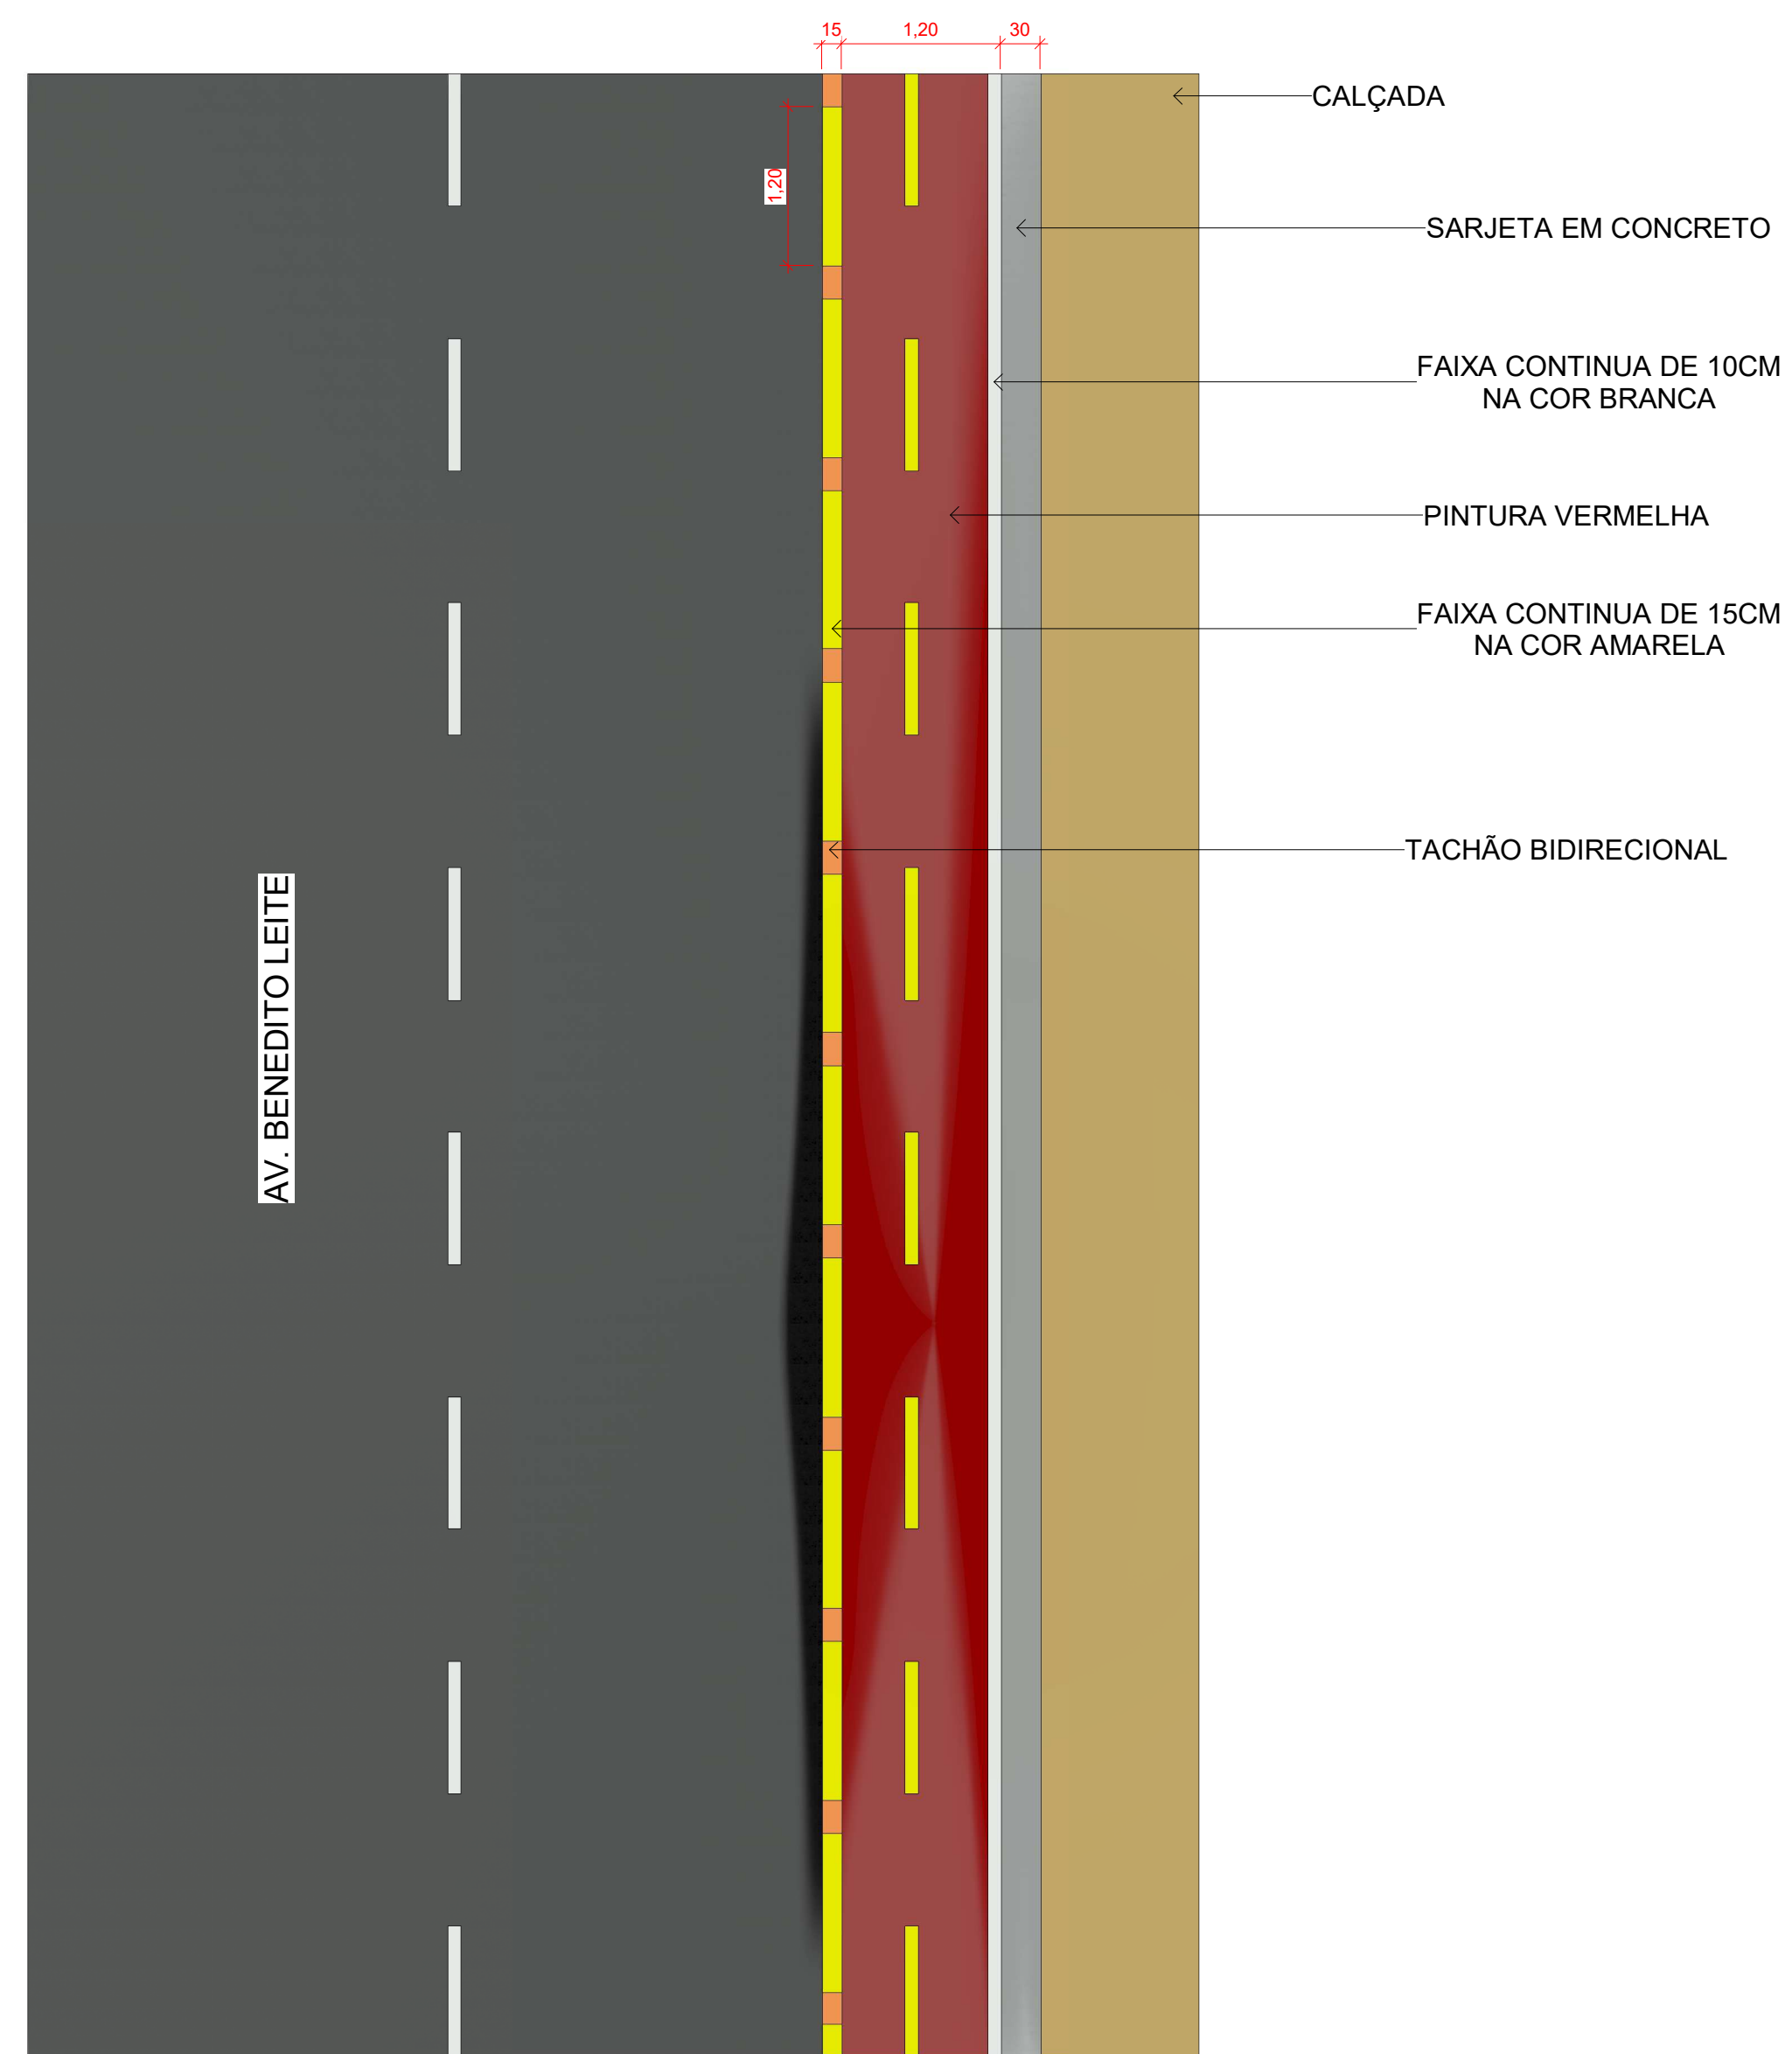 15
1,20
30
CALÇADA
1,20
SARJETA EM CONCRETO
FAIXA CONTINUA DE 10CM
NA COR BRANCA
PINTURA VERMELHA
FAIXA CONTINUA DE 15CM
NA COR AMARELA
TACHÃO BIDIRECIONAL
AV. BENEDITO LEITE